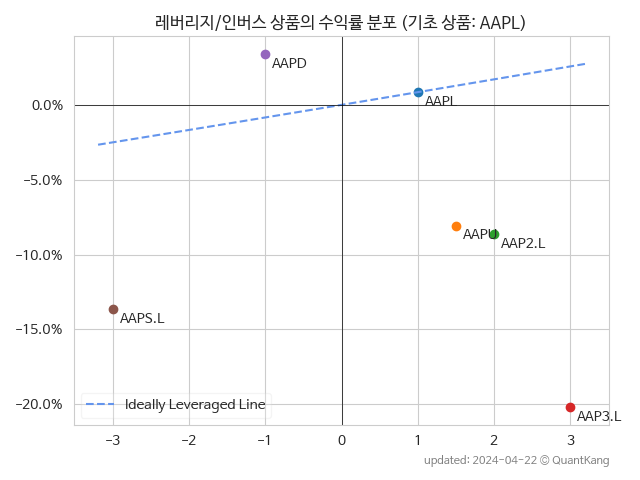 레버리지/인버스 상품의 수익률 분포 (기초 상품: AAPL)
AAPD
0.0%
AAPL
−5.0%
AAPU
AAP2.L
−10.0%
AAPS.L
−15.0%
−20.0%
Ideally Leveraged Line
AAP3.L
−3 −2 −1 0 1 2 3
updated: 2024-04-22 © QuantKang